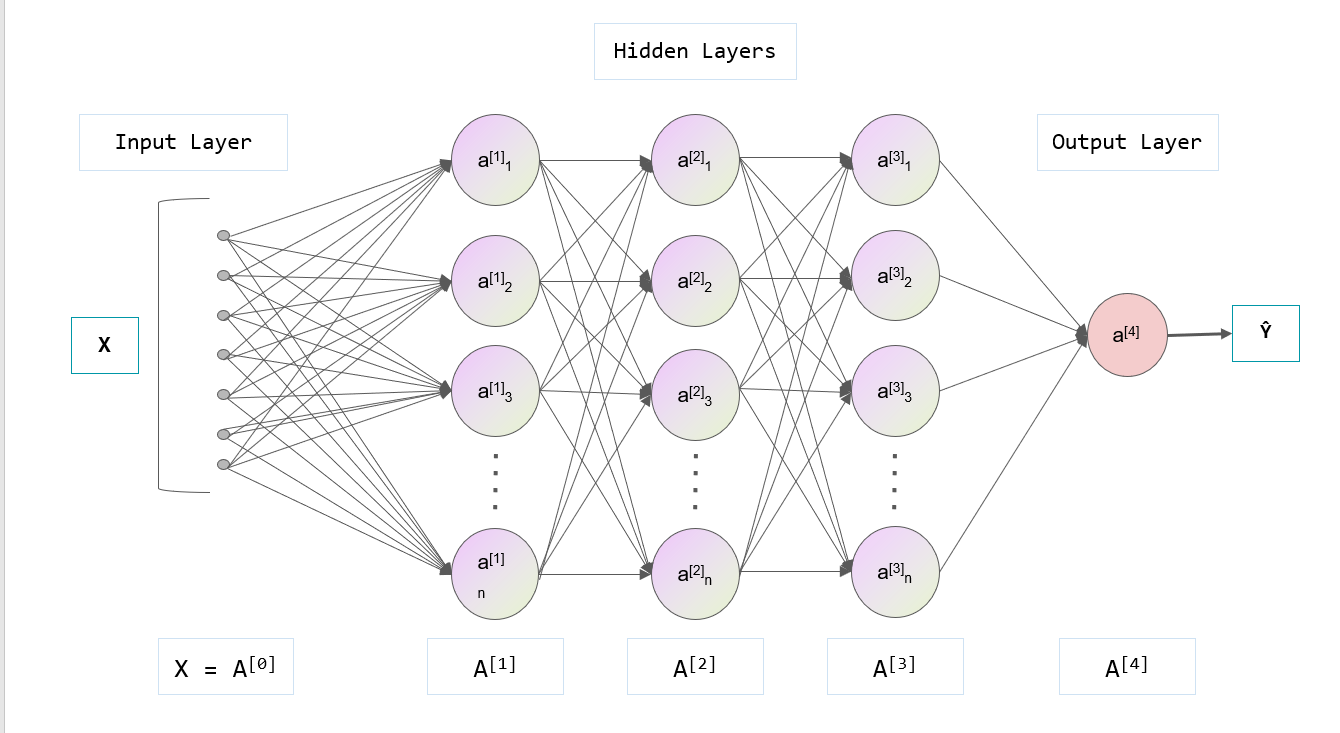 Hidden Layers
Input Layer
Output Layer
a[1]1
a[2]1
a[3]1
a[1]2
a[2]2
a[3]2
X
a[4]
Ŷ
a[1]3
a[2]3
a[3]3
a[1]
n
a[2]n
a[3]n
X = A[0]
A[1]
A[2]
A[3]
A[4]